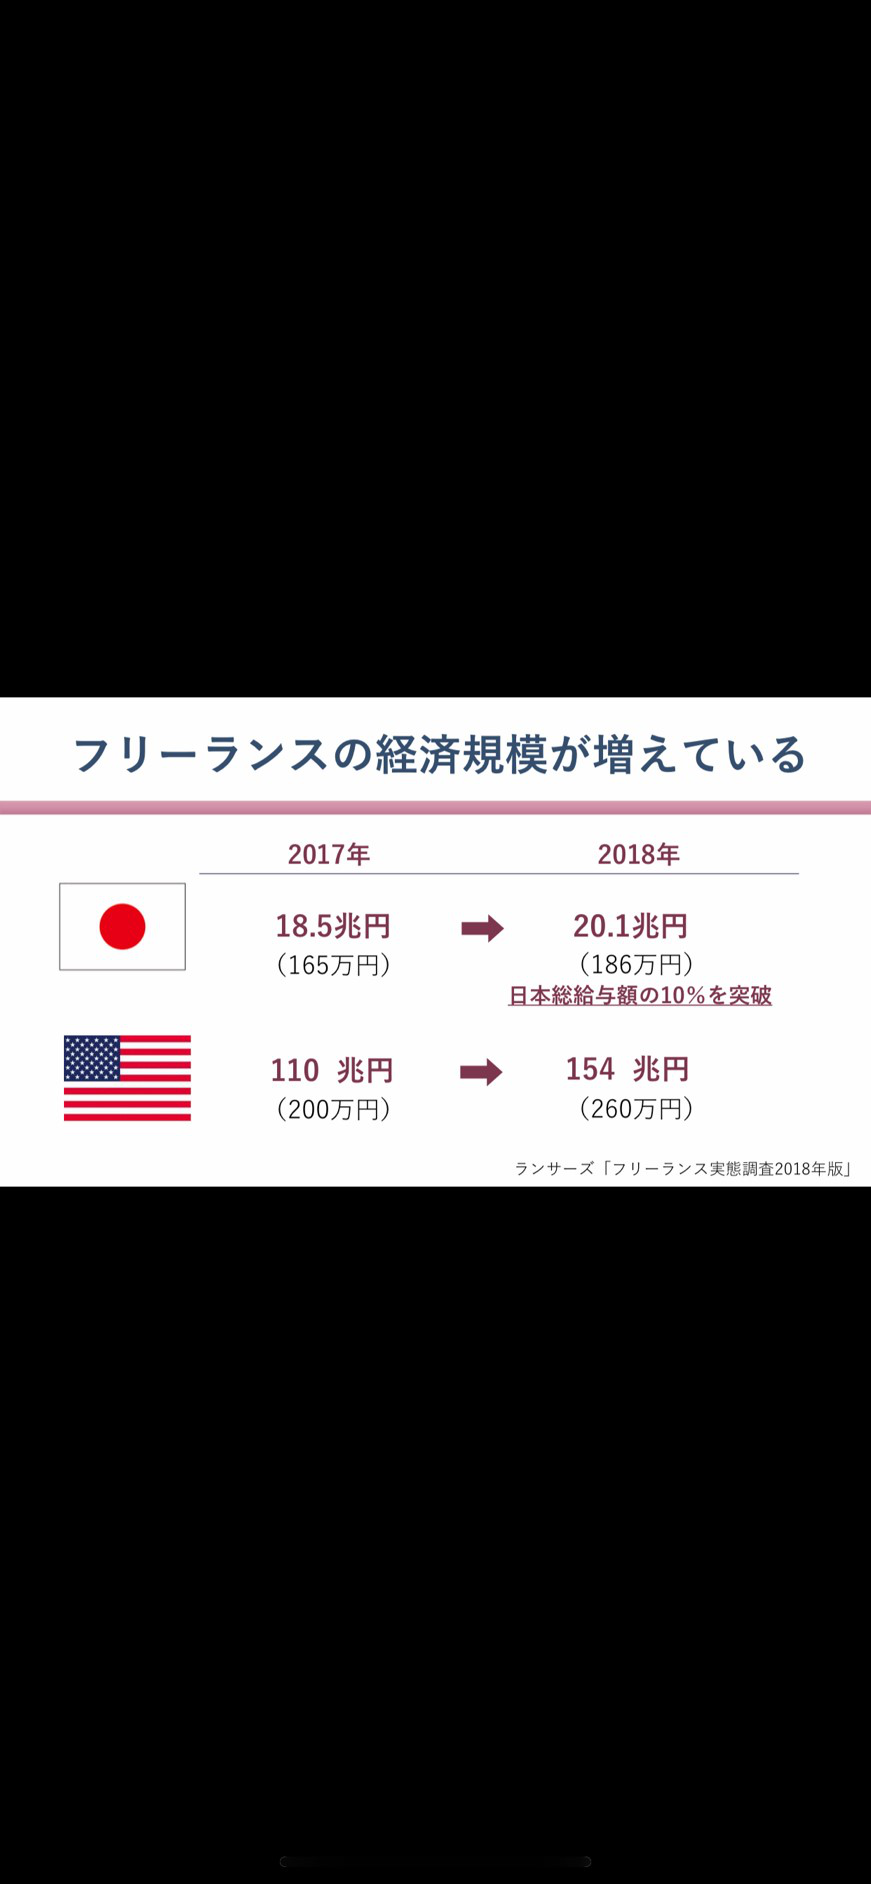 フリーランスの経済規模が増えている
2017年 2018年
18.5兆円 20.1兆円
（165万円） （186万円）
日本総給与額の10%を突破
110 兆円 154 兆円
（200万円） （260万円）
ランサーズ「フリーランス実態調査2018年版」